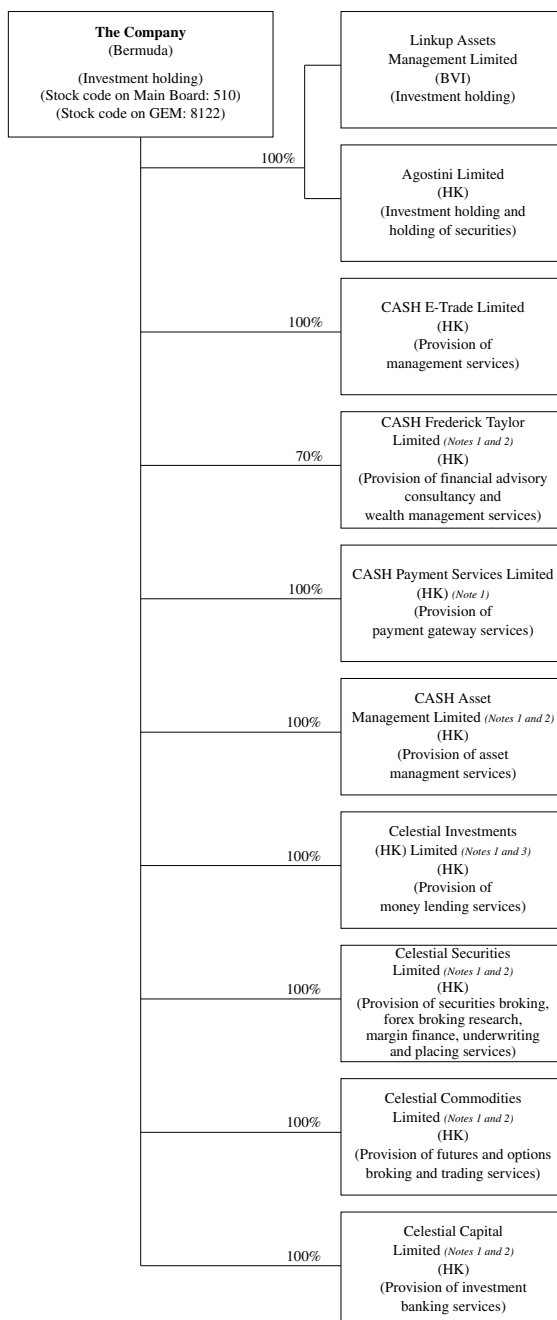 The Company
(Bermuda)
(Investment holding)
(Stock code on Main Board: 510)
(Stock code on GEM: 8122)
100%
Linkup Assets
Management Limited
(BVI)
(Investment holding)
Agostini Limited
(HK)
(Investment holding and
holding of securities)
100%
CASH E-Trade Limited
(HK)
(Provision of
management services)
70%
CASH Frederick Taylor
Limited (Notes 1 and 2)
(HK)
(Provision of financial advisory
consultancy and
wealth management services)
100%
CASH Payment Services Limited
(HK) (Note 1)
(Provision of
payment gateway services)
100%
CASH Asset
Management Limited (Notes 1 and 2)
(HK)
(Provision of asset
managment services)
100%
Celestial Investments
(HK) Limited (Notes 1 and 3)
(HK)
(Provision of
money lending services)
100%
Celestial Securities
Limited (Notes 1 and 2)
(HK)
(Provision of securities broking,
forex broking research,
margin finance, underwriting
and placing services)
100%
Celestial Commodities
Limited (Notes 1 and 2)
(HK)
(Provision of futures and options
broking and trading services)
100%
Celestial Capital
Limited (Notes 1 and 2)
(HK)
(Provision of investment
banking services)